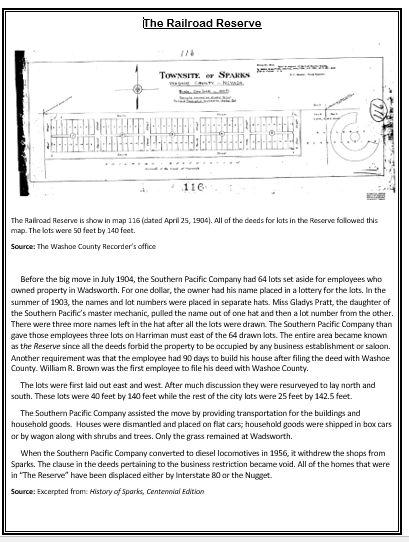 The Railroad Reserve
116
TOWNSITE OF SPARKS
WASHOE COUNTY - NEVADA.
116
The Railroad Reserve is show in map 116 (dated April 25, 1904). All of the deeds for lots in the Reserve followed this
map. The lots were 50 feet by 140 feet.
Source: The Washoe County Recorder's office
Before the big move in July 1904, the Southern Pacific Company had 64 lots set aside for employees who
owned property in Wadsworth. For one dollar, the owner had his name placed in a lottery for the lots. In the
summer of 1903, the names and lot numbers were placed in separate hats. Miss Gladys Pratt, the daughter of
the Southern Pacific's master mechanic, pulled the name out of one hat and then a lot number from the other.
There were three more names left in the hat after all the lots were drawn. The Southern Pacific Company than
gave those employees three lots on Harriman must east of the 64 drawn lots. The entire area became known
as the Reserve since all the deeds forbid the property to be occupied by any business establishment or saloon.
Another requirement was that the employee had 90 days to build his house after filing the deed with Washoe
County. William R. Brown was the first employee to file his deed with Washoe County.
The lots were first laid out east and west. After much discussion they were resurveyed to lay north and
south. These lots were 40 feet by 140 feet while the rest of the city lots were 25 feet by 142.5 feet.
The Southern Pacific Company assisted the move by providing transportation for the buildings and
household goods. Houses were dismantled and placed on flat cars; household goods were shipped in box cars
or by wagon along with shrubs and trees. Only the grass remained at Wadsworth.
When the Southern Pacific Company converted to diesel locomotives in 1956, it withdrew the shops from
Sparks. The clause in the deeds pertaining to the business restriction became void. All of the homes that were
in "The Reserve" have been displaced either by Interstate 80 or the Nugget.
Source: Excerpted from: History of Sparks, Centennial Edition